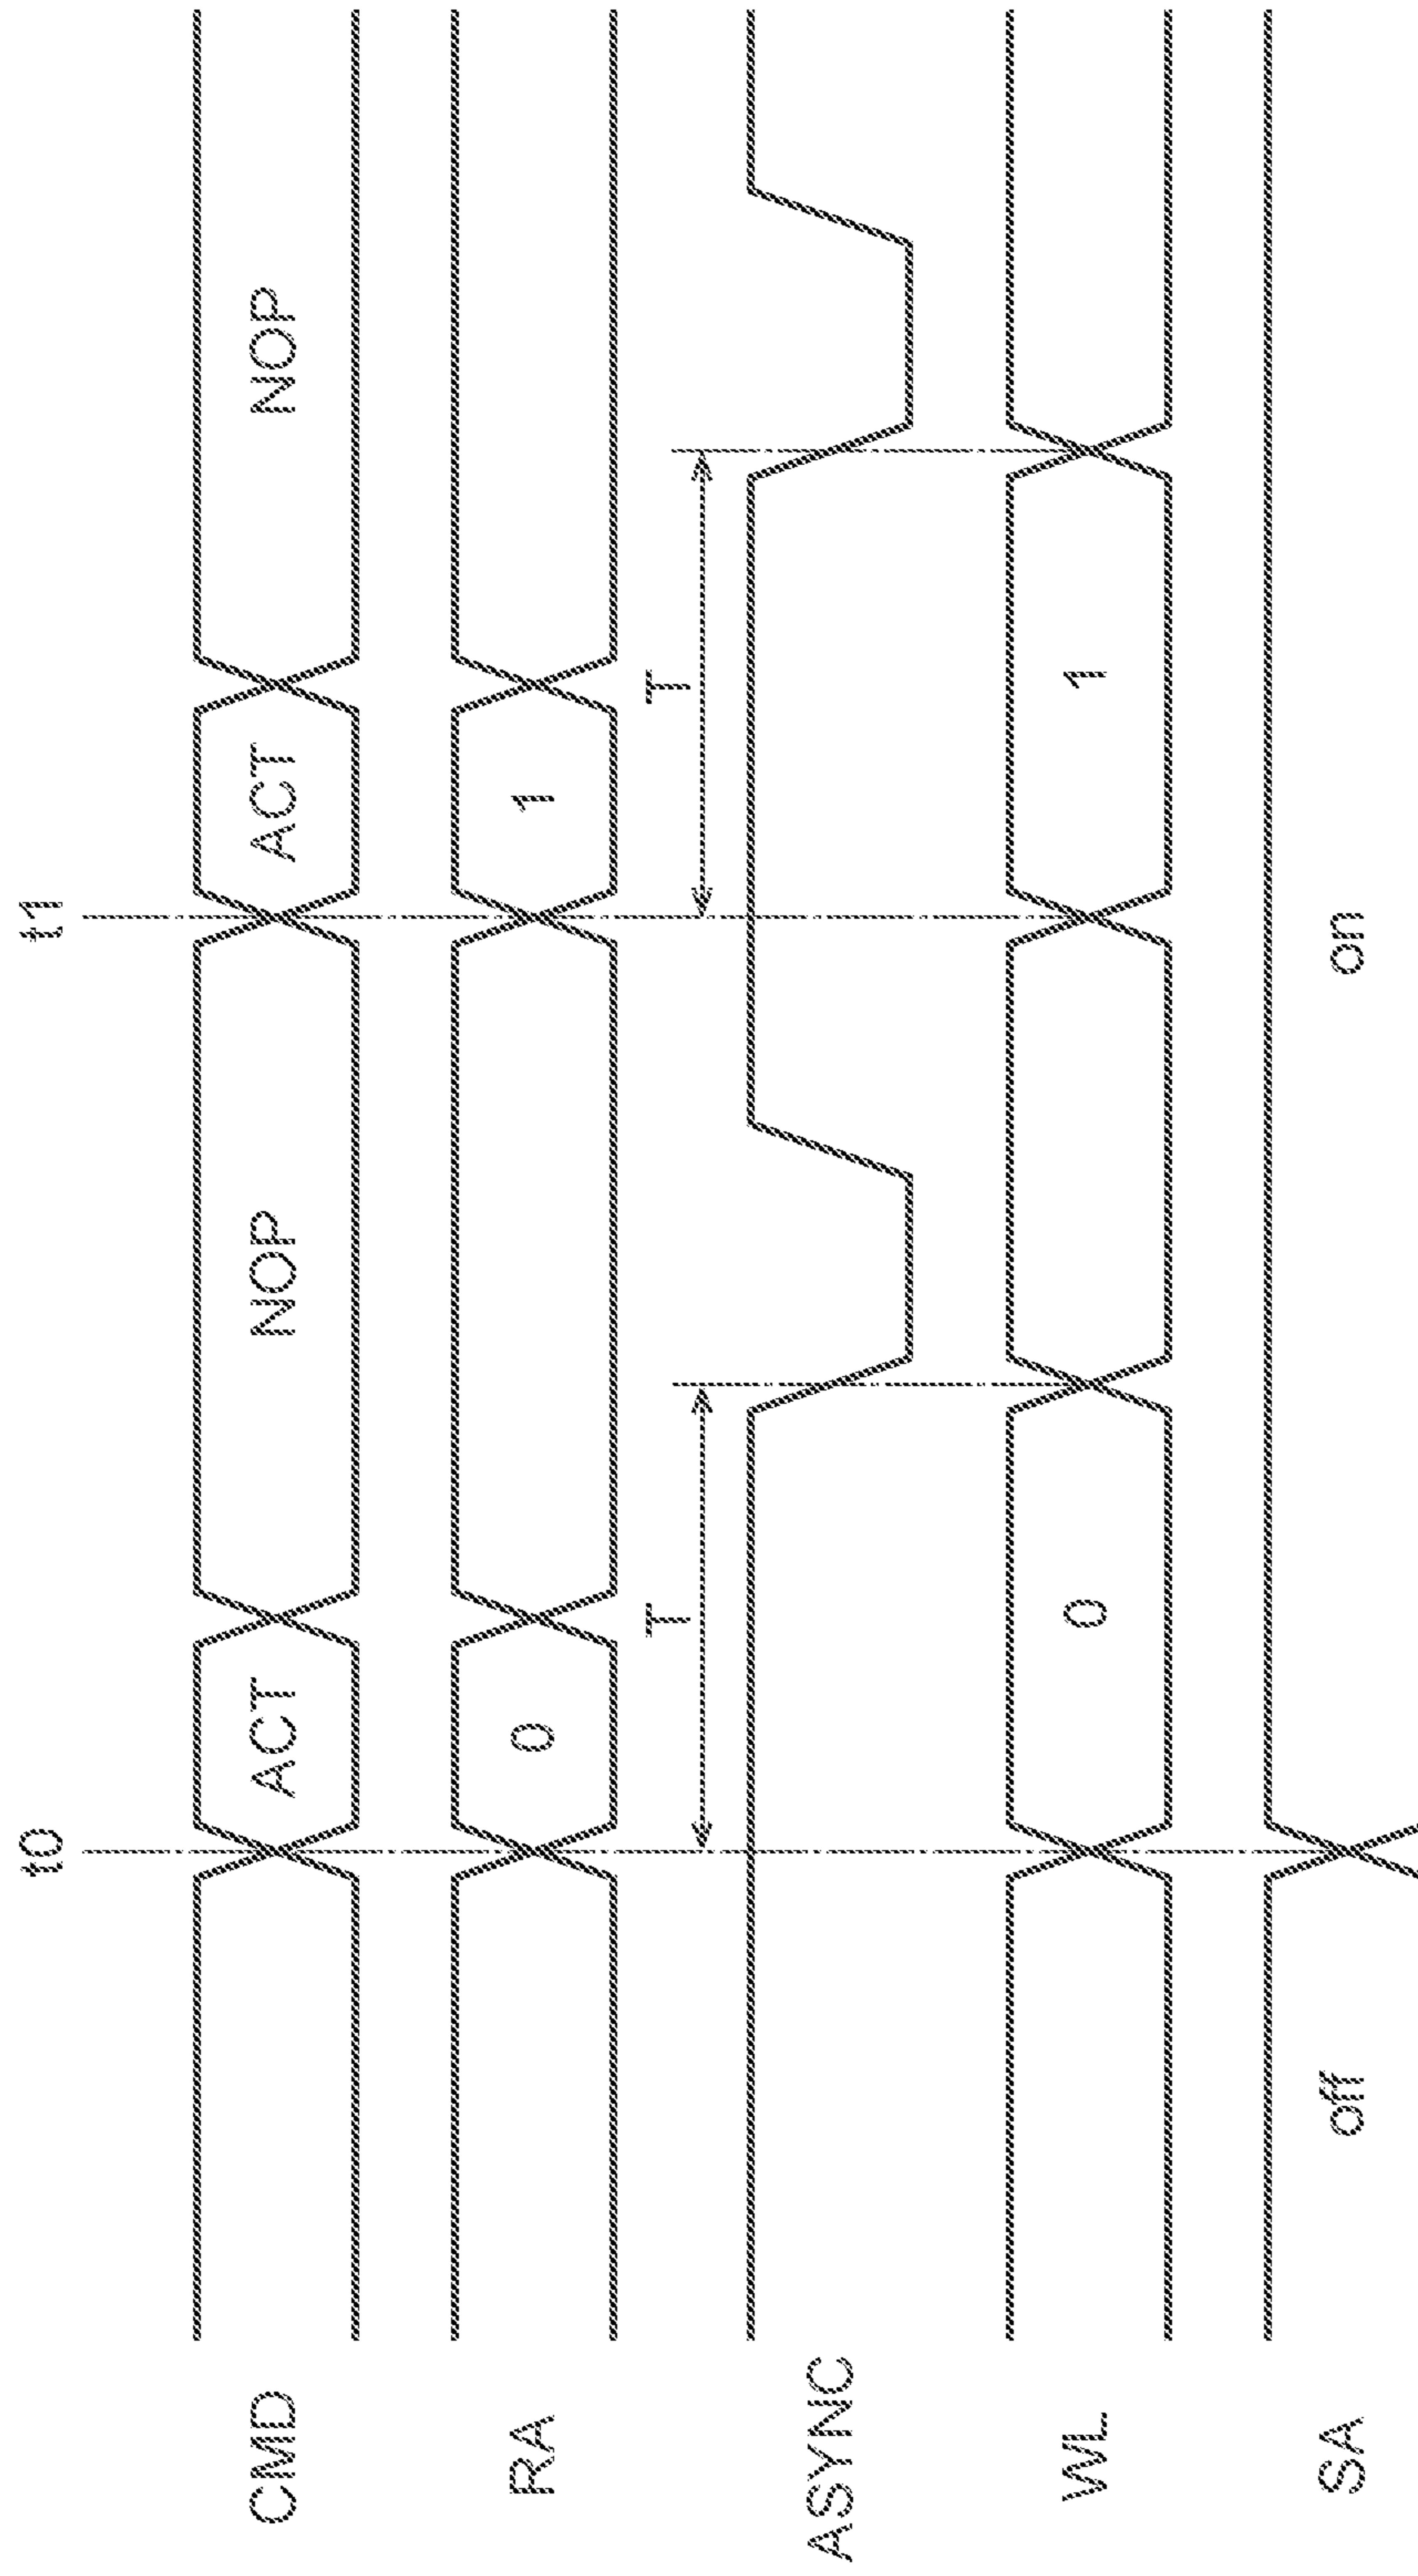 t0 t1
CMD ACT NOP ACT NOP
RA 0 1
T T
ASYNC
WL 0 1
SA off on